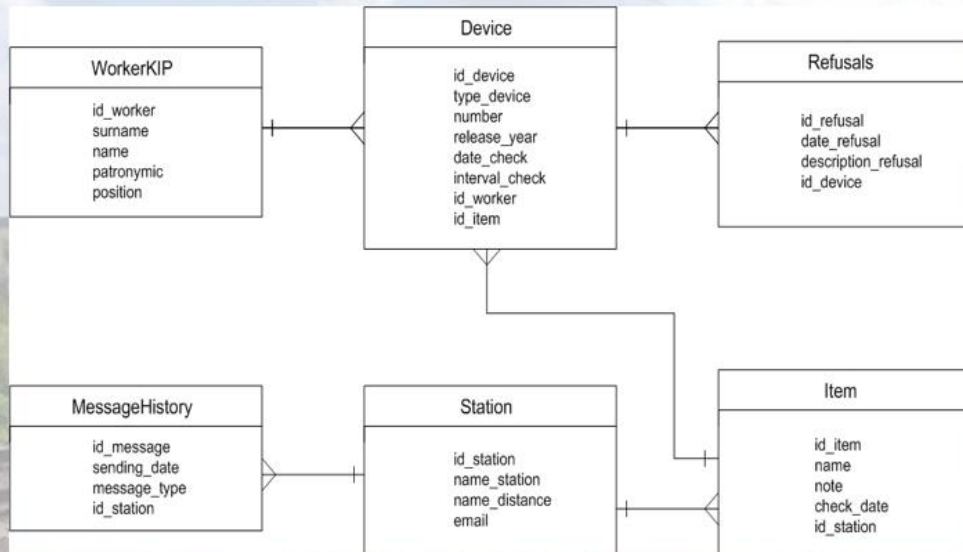 WorkerKIP
id_worker
surname
name
patronymic
position
Device
id_device
type_device
number
release_year
date_check
interval_check
id_worker
id_item
Refusals
id_refusal
date_refusal
description_refusal
id_device
MessageHistory
id_message
sending_date
message_type
id_station
Station
id_station
name_station
name_distance
email
Item
id_item
name
note
check_date
id_station